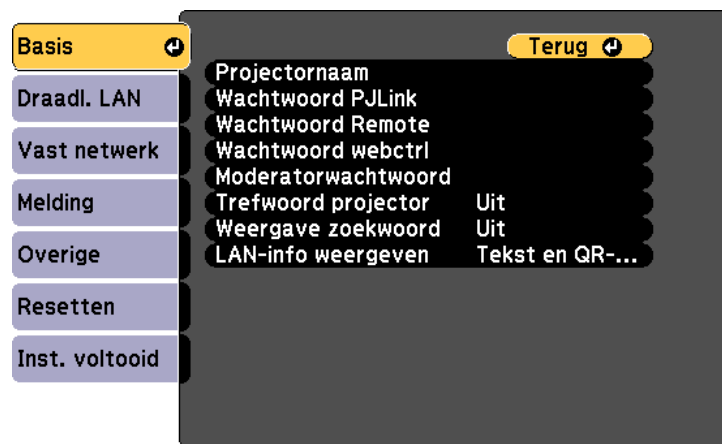 Basis
Draadl. LAN
Vast netwerk
Melding
Overige
Resetten
Inst. voltooid
Terug
Projectornaam
Wachtwoord PJLink
Wachtwoord Remote
Wachtwoord webctrl
Moderatorwachtwoord
Trefwoord projector Uit
Weergave zoekwoord Uit
LAN-info weergeven Tekst en QR-...